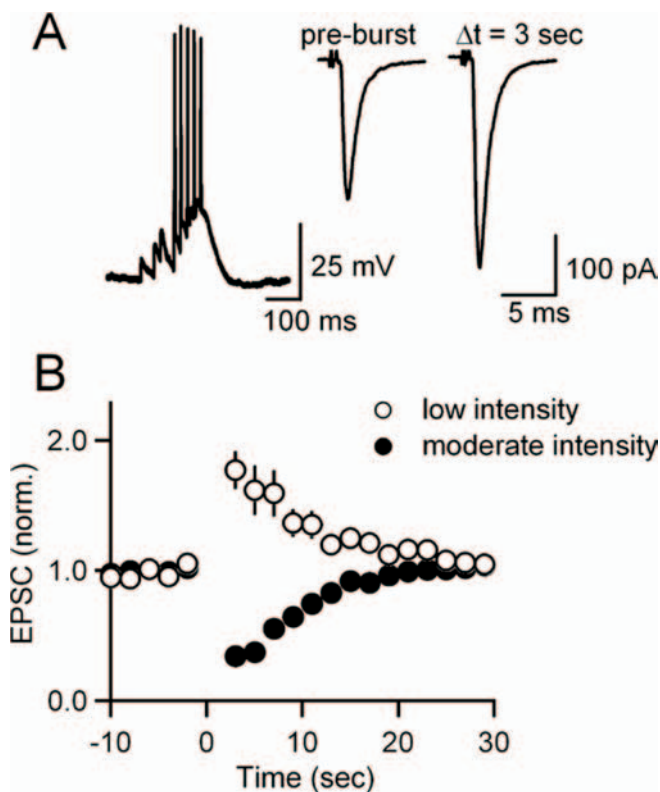 A
pre-burst
Δt = 3 sec
25 mV
100 ms
100 pA
5 ms
B
low intensity
moderate intensity
EPSC (norm.)
2.0
1.0
0.0
-10
0
10
20
30
Time (sec)